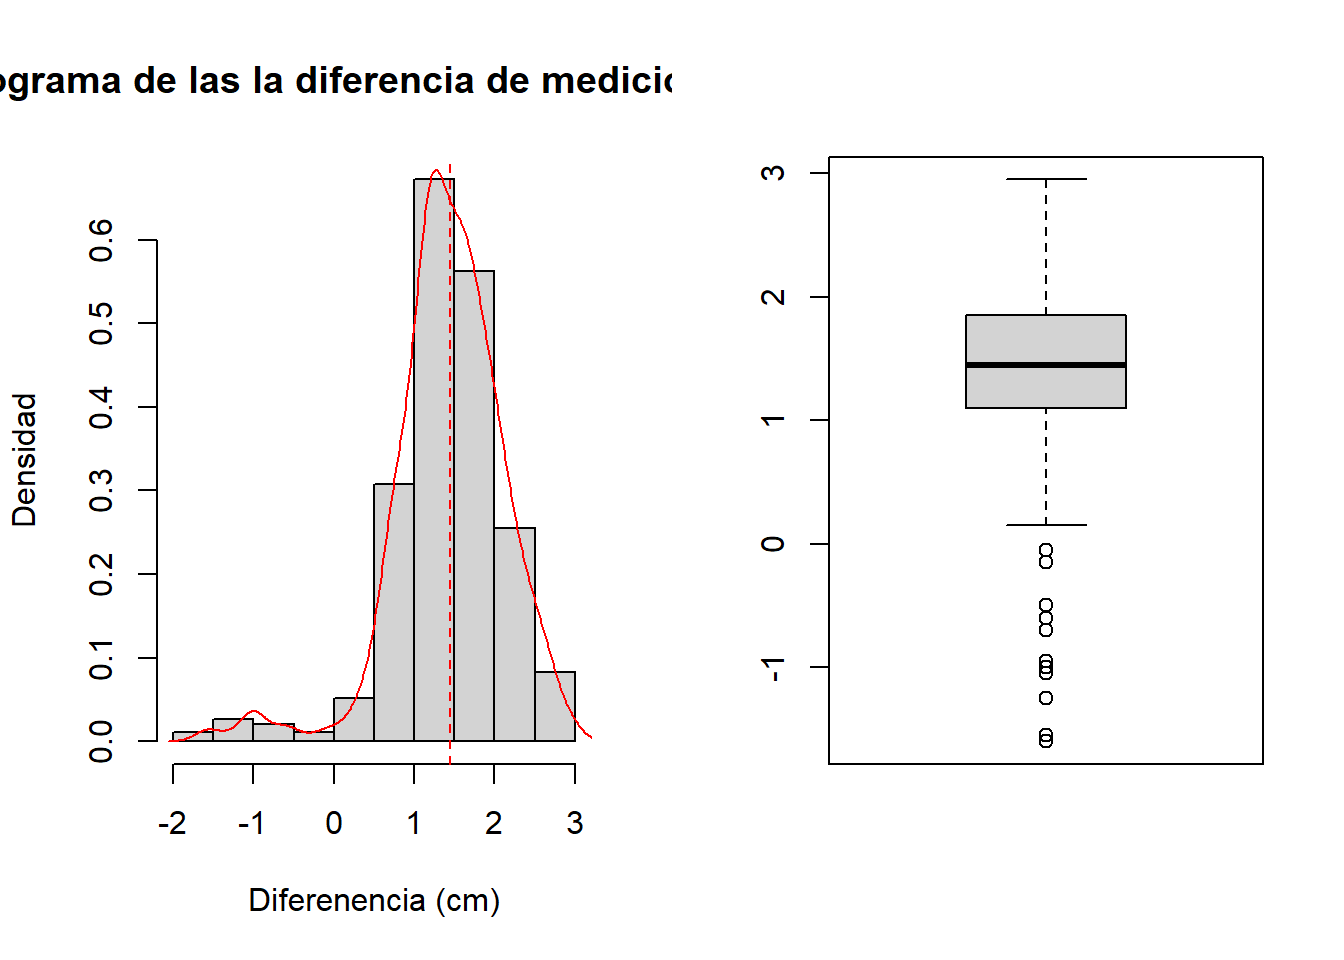 ograma de las la diferencia de medicio
Densidad
0.0 0.1 0.2 0.3 0.4 0.5 0.6
-2 -1 0 1 2 3
Diferenencia (cm)
-1 0 1 2 3